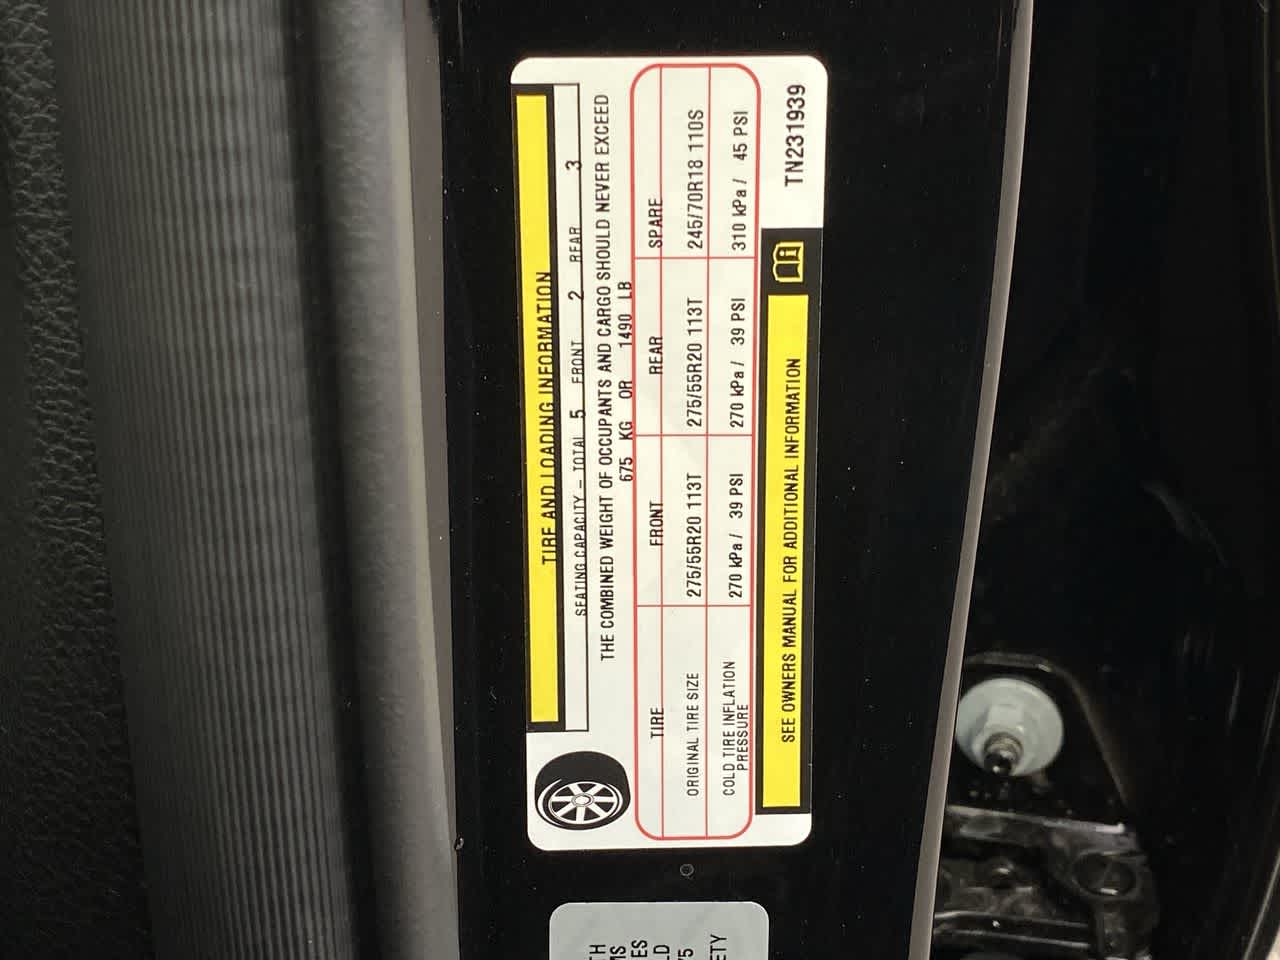 TIRE AND LOADING INFORMATION
SEATING CAPACITY – TOTAL 5 FRONT 2 REAR 3
THE COMBINED WEIGHT OF OCCUPANTS AND CARGO SHOULD NEVER EXCEED
675 KG OR 1490 LB
TIRE FRONT REAR SPARE
ORIGINAL TIRE SIZE 275/55R20 113T 275/55R20 113T 245/70R18 110S
COLD TIRE INFLATION
PRESSURE 270 kPa / 39 PSI 270 kPa / 39 PSI 310 kPa / 45 PSI
SEE OWNERS MANUAL FOR ADDITIONAL INFORMATION
TN231939